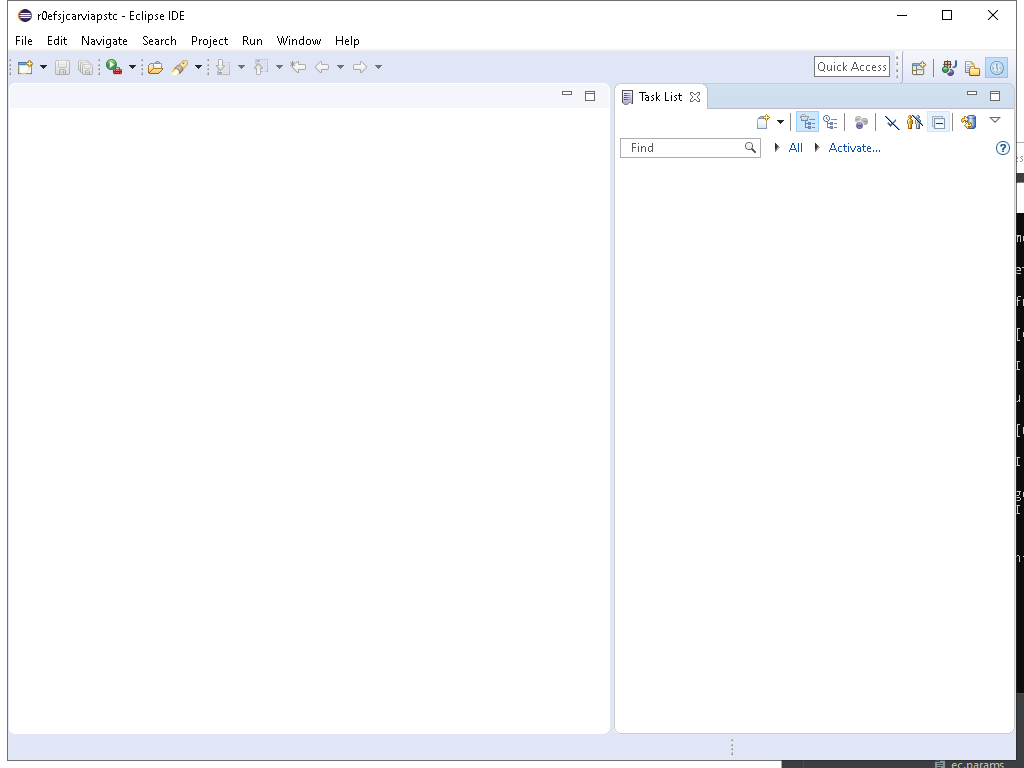 r0efsjcarviapstc - Eclipse IDE
File Edit Navigate Search Project Run Window Help
Quick Access
Task List
Find All Activate...
ec.params